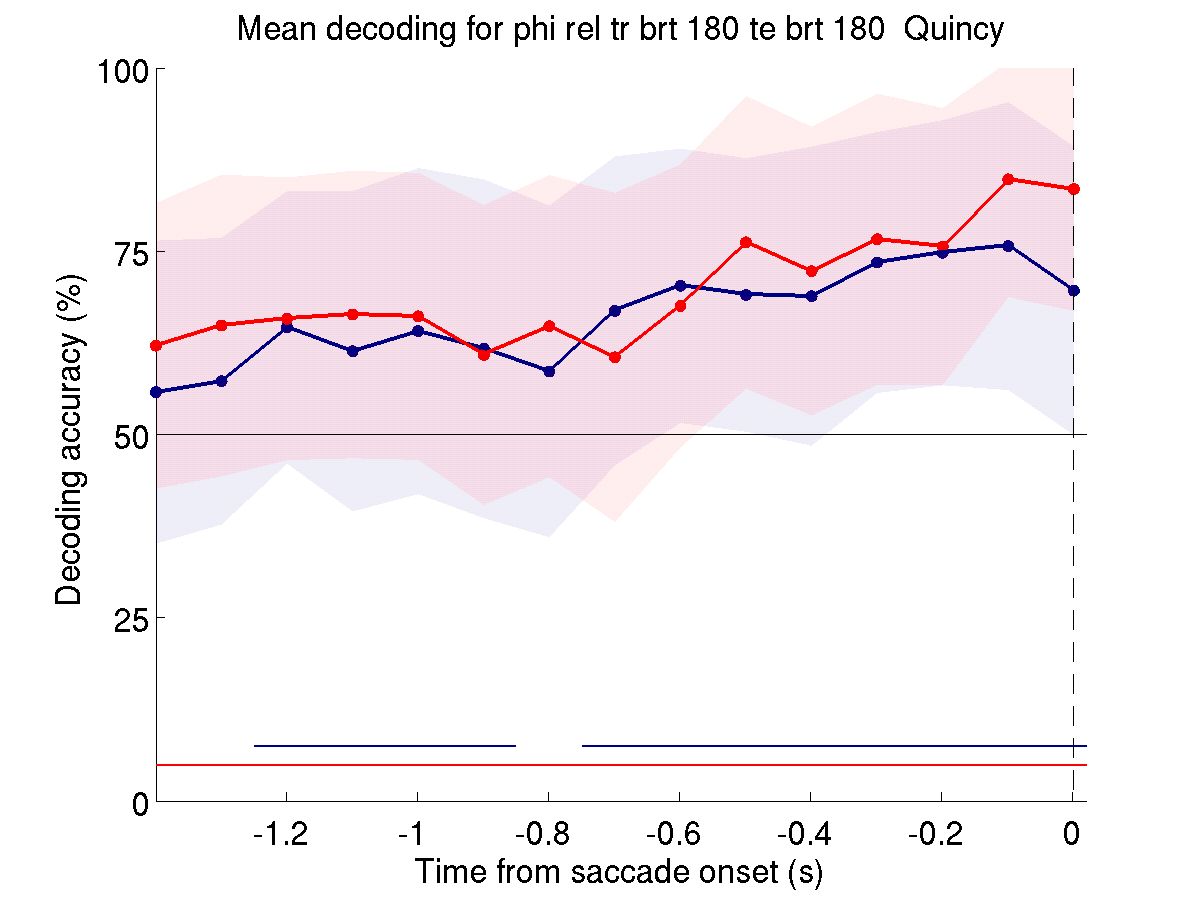 Mean decoding for phi rel tr brt 180 te brt 180  Quincy
Decoding accuracy (%)
100
75
50
25
0
-1.2 -1 -0.8 -0.6 -0.4 -0.2 0
Time from saccade onset (s)